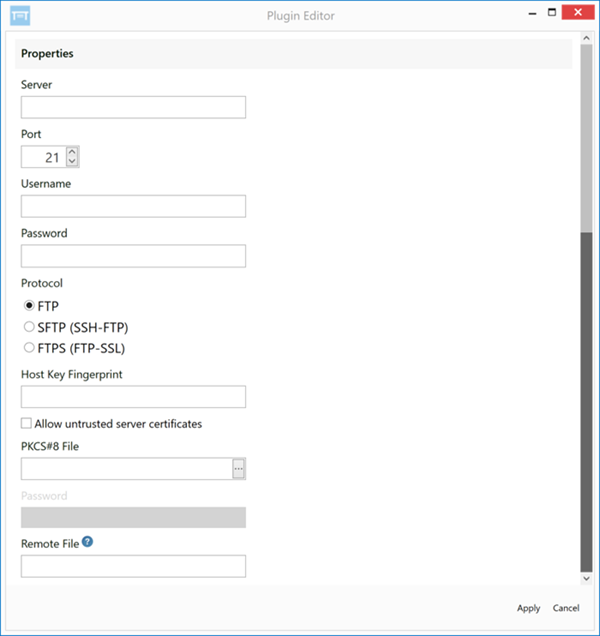 Plugin Editor
Properties
Server
Port
21
Username
Password
Protocol
FTP
SFTP (SSH-FTP)
FTPS (FTP-SSL)
Host Key Fingerprint
Allow untrusted server certificates
PKCS#8 File
...
Password
Remote File ?
Apply Cancel